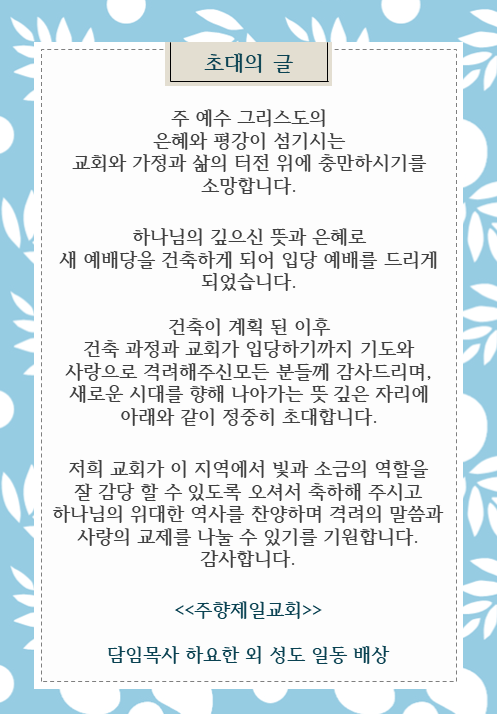 초대의 글
주 예수 그리스도의
은혜와 평강이 섬기시는
교회와 가정과 삶의 터전 위에 충만하시기를
소망합니다.
하나님의 깊으신 뜻과 은혜로
새 예배당을 건축하게 되어 입당 예배를 드리게
되었습니다.
건축이 계획 된 이후
건축 과정과 교회가 입당하기까지 기도와
사랑으로 격려해주신모든 분들께 감사드리며,
새로운 시대를 향해 나아가는 뜻 깊은 자리에
아래와 같이 정중히 초대합니다.
저희 교회가 이 지역에서 빛과 소금의 역할을
잘 감당 할 수 있도록 오셔서 축하해 주시고
하나님의 위대한 역사를 찬양하며 격려의 말씀과
사랑의 교제를 나눌 수 있기를 기원합니다.
감사합니다.
<<주향제일교회>>
담임목사 하요한 외 성도 일동 배상